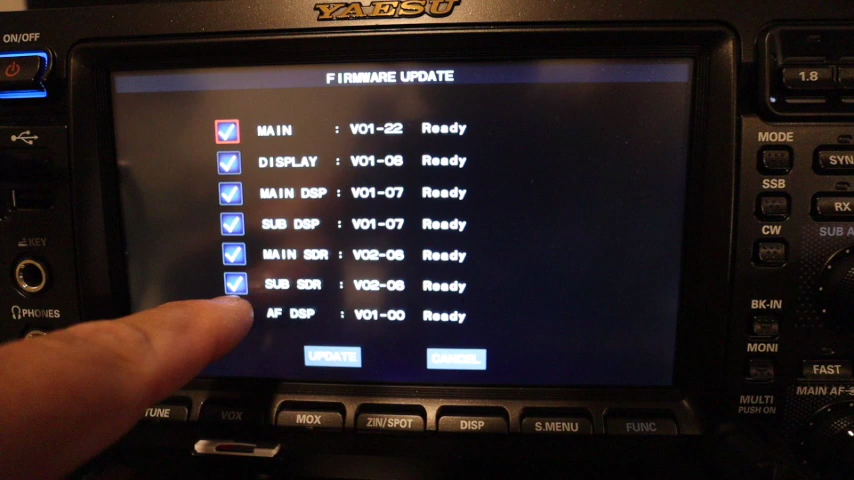 YAESU
ON/OFF
FIRMWARE UPDATE
1.8
MAIN : V01-22 Ready
DISPLAY : V01-08 Ready
MAIN DSP : V01-07 Ready
SUB DSP : V01-07 Ready
MAIN SDR : V02-06 Ready
SUB SDR : V02-06 Ready
AF DSP : V01-00 Ready
UPDATE CANCEL
KEY
PHONES
MODE
SYN
SSB
RX
CW
SUB A
BK-IN
MONI
FAST
MULTI
PUSH ON
MAIN AF
TUNE VOX MOX ZIN/SPOT DISP S.MENU FUNC